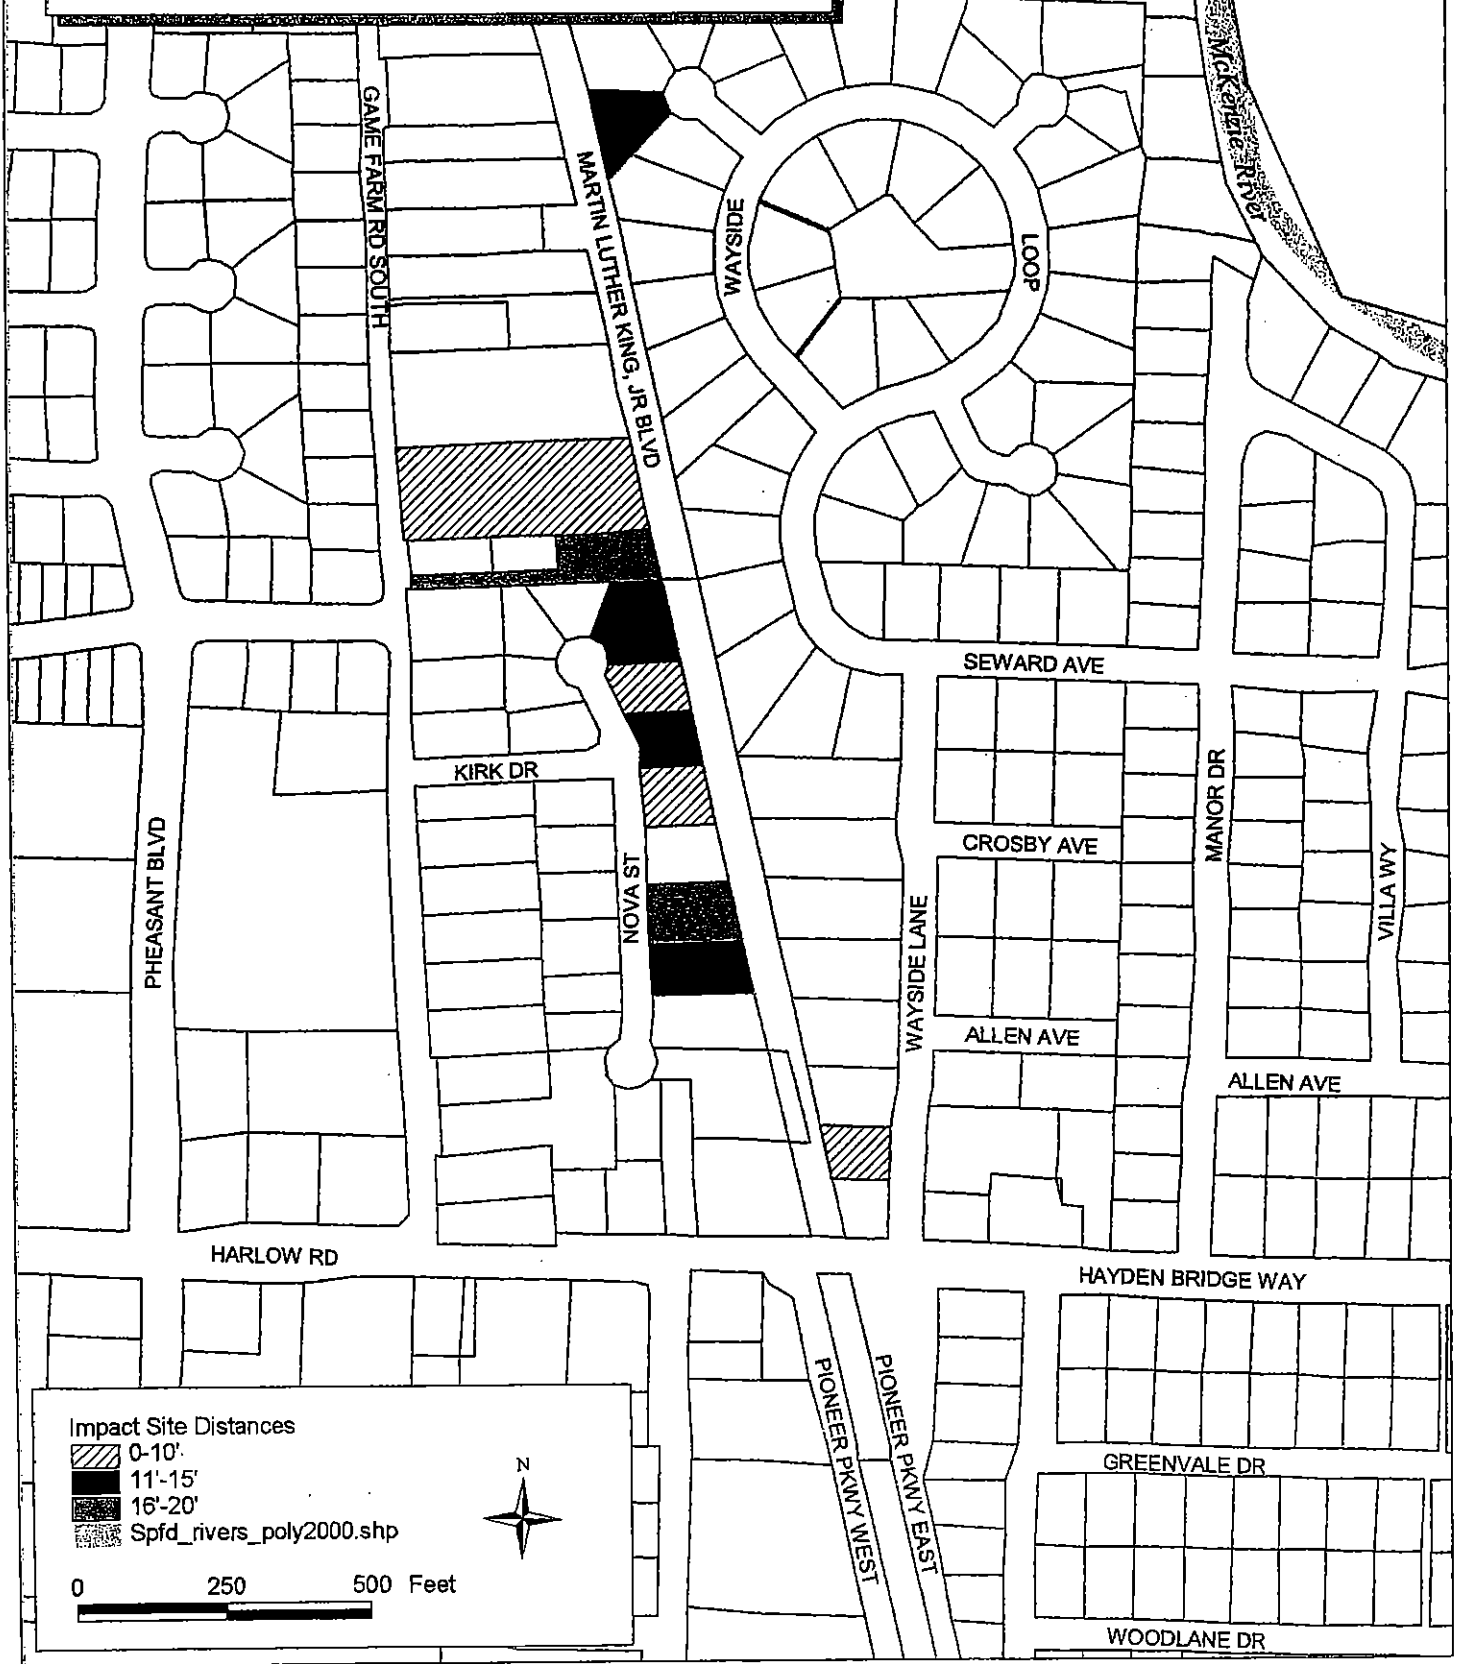 McKenzie River
GAME FARM RD SOUTH
MARTIN LUTHER KING, JR BLVD
WAYSIDE
LOOP
SEWARD AVE
KIRK DR
MANOR DR
CROSBY AVE
PHEASANT BLVD
NOVA ST
VILLA WY
WAYSIDE LANE
ALLEN AVE
ALLEN AVE
HARLOW RD
HAYDEN BRIDGE WAY
PIONEER PKWY WEST
PIONEER PKWY EAST
GREENVALE DR
WOODLANE DR
Impact Site Distances
0-10'
11'-15'
16'-20'
Spfd_rivers_poly2000.shp
N
0 250 500 Feet